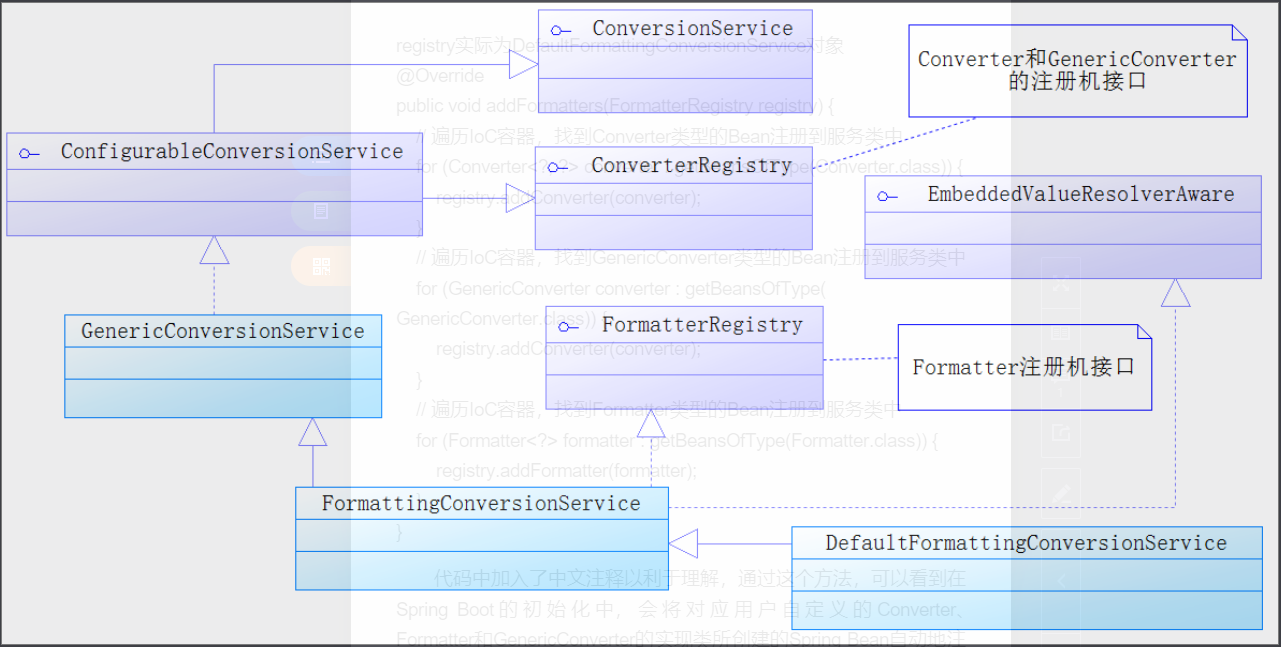 ConversionService
registry实际为DefaultFormattingConversionService对象
@Override
public void addFormatters(FormatterRegistry registry) {
Converter和GenericConverter
的注册机接口
// 遍历IoC容器，找到Converter类型的Bean注册到服务类中
ConfigurableConversionService
ConverterRegistry
for (Converter<?, ?> getBeansOfType(Converter.class)) {
registry.addConverter(converter);
}
EmbeddedValueResolverAware
// 遍历IoC容器，找到GenericConverter类型的Bean注册到服务类中
for (GenericConverter converter : getBeansOfType(
GenericConverter.class)) {
GenericConversionService
FormatterRegistry
registry.addConverter(converter);
}
Formatter注册机接口
// 遍历IoC容器，找到Formatter类型的Bean注册到服务类中
for (Formatter<?> formatter : getBeansOfType(Formatter.class)) {
registry.addFormatter(formatter);
FormattingConversionService
}
DefaultFormattingConversionService
代码中加入了中文注释以利于理解，通过这个方法，可以看到在
Spring Boot的初始化中，会将对应用户自定义的Converter、
Formatter和GenericConverter的实现类所创建的Spring Bean自动地注